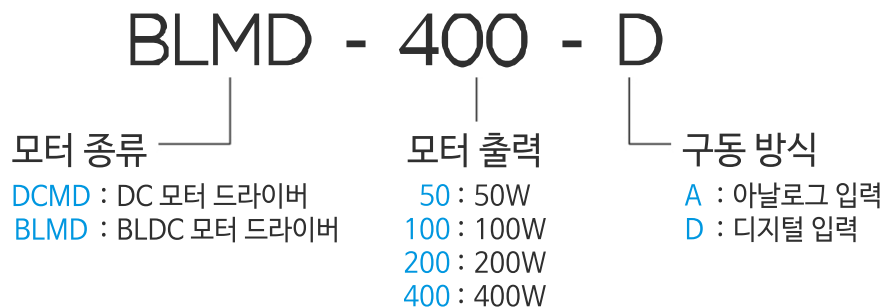 BLMD - 400 - D
모터 종류
DCMD : DC 모터 드라이버
BLMD : BLDC 모터 드라이버
모터 출력
50 : 50W
100 : 100W
200 : 200W
400 : 400W
구동 방식
A : 아날로그 입력
D : 디지털 입력